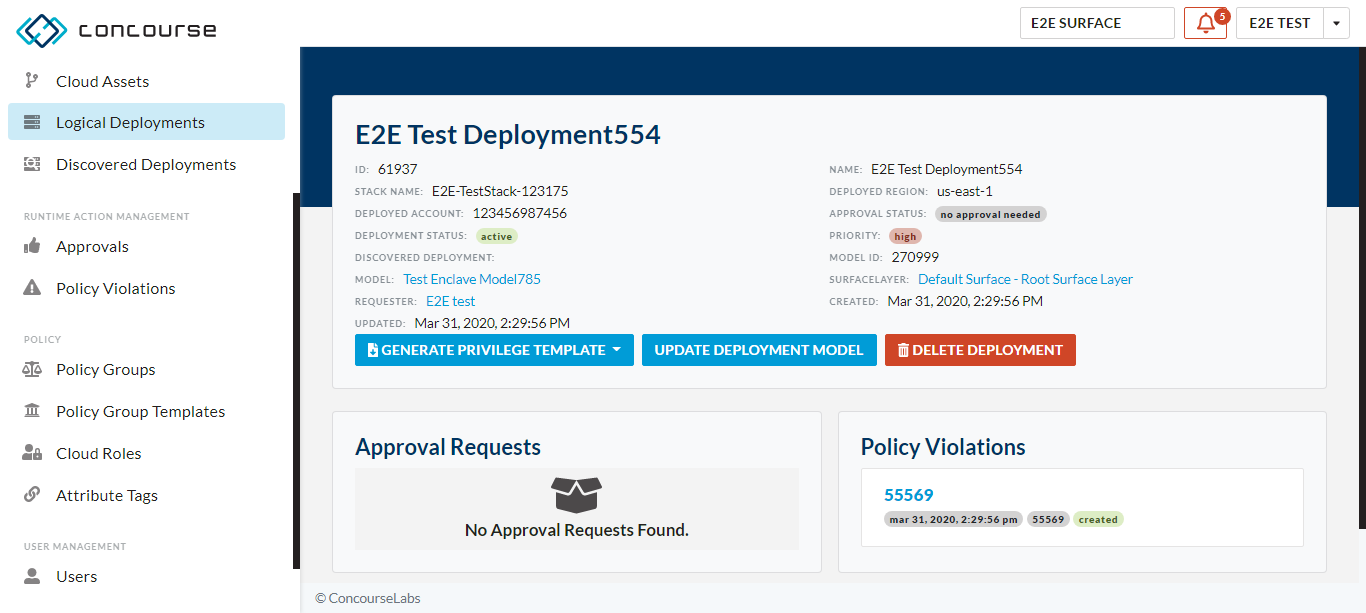 concourse
E2E SURFACE
5
E2E TEST
Cloud Assets
Logical Deployments
Discovered Deployments
RUNTIME ACTION MANAGEMENT
Approvals
Policy Violations
POLICY
Policy Groups
Policy Group Templates
Cloud Roles
Attribute Tags
USER MANAGEMENT
Users
E2E Test Deployment554
ID: 61937
NAME: E2E Test Deployment554
STACK NAME: E2E-TestStack-123175
DEPLOYED REGION: us-east-1
DEPLOYED ACCOUNT: 123456987456
APPROVAL STATUS: no approval needed
DEPLOYMENT STATUS: active
PRIORITY: high
DISCOVERED DEPLOYMENT:
MODEL ID: 270999
MODEL: Test Enclave Model785
SURFACELAYER: Default Surface - Root Surface Layer
REQUESTER: E2E test
CREATED: Mar 31, 2020, 2:29:56 PM
UPDATED: Mar 31, 2020, 2:29:56 PM
GENERATE PRIVILEGE TEMPLATE
UPDATE DEPLOYMENT MODEL
DELETE DEPLOYMENT
Approval Requests
No Approval Requests Found.
Policy Violations
55569
mar 31, 2020, 2:29:56 pm 55569 created
© ConcourseLabs